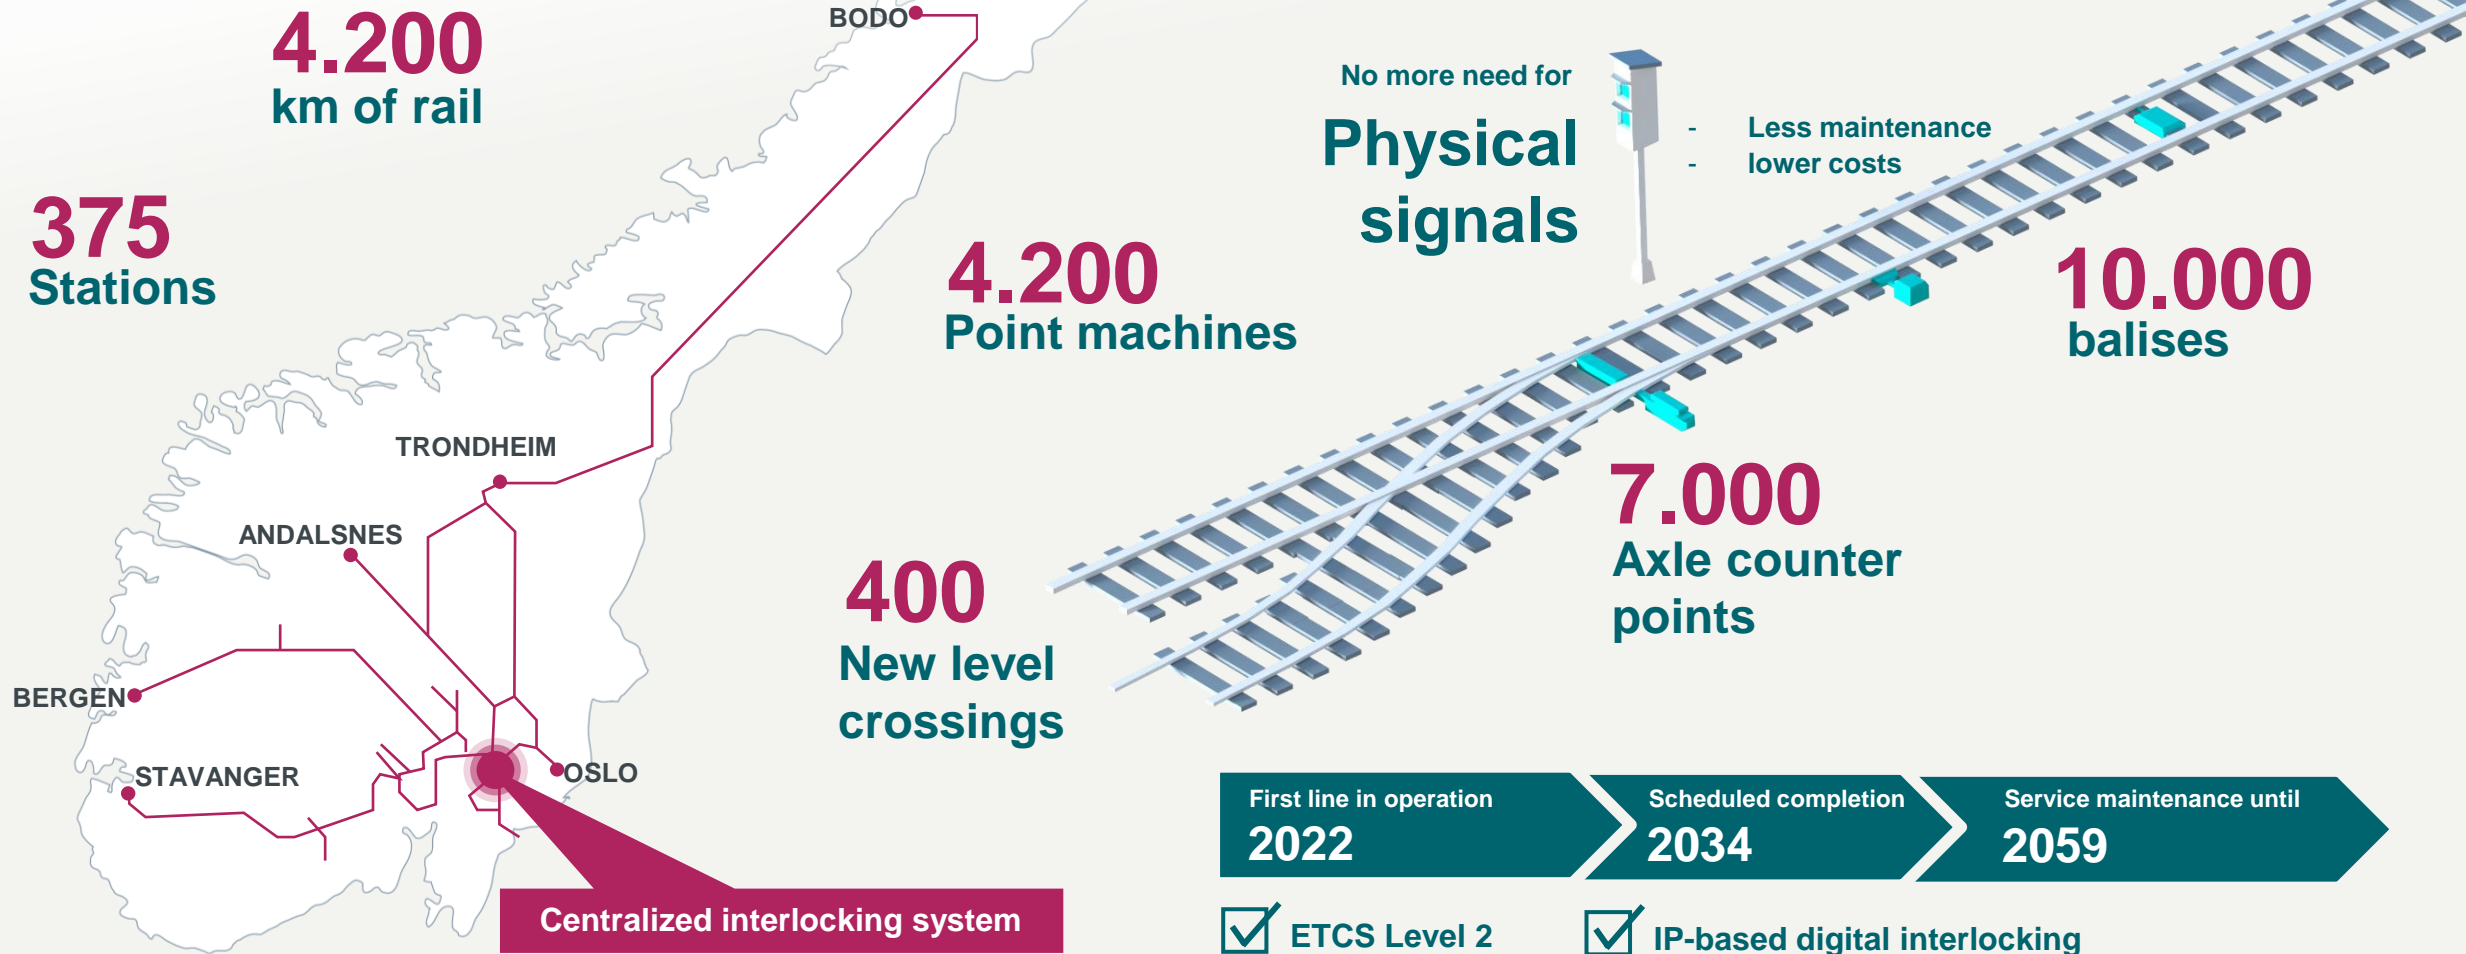 4.200
km of rail
375
Stations
BODO
TRONDHEIM
ANDALSNES
BERGEN
STAVANGER
OSLO
Centralized interlocking system
4.200
Point machines
400
New level
crossings
No more need for
Physical
signals
- Less maintenance
- lower costs
10.000
balises
7.000
Axle counter
points
First line in operation
2022
Scheduled completion
2034
Service maintenance until
2059
ETCS Level 2
IP-based digital interlocking